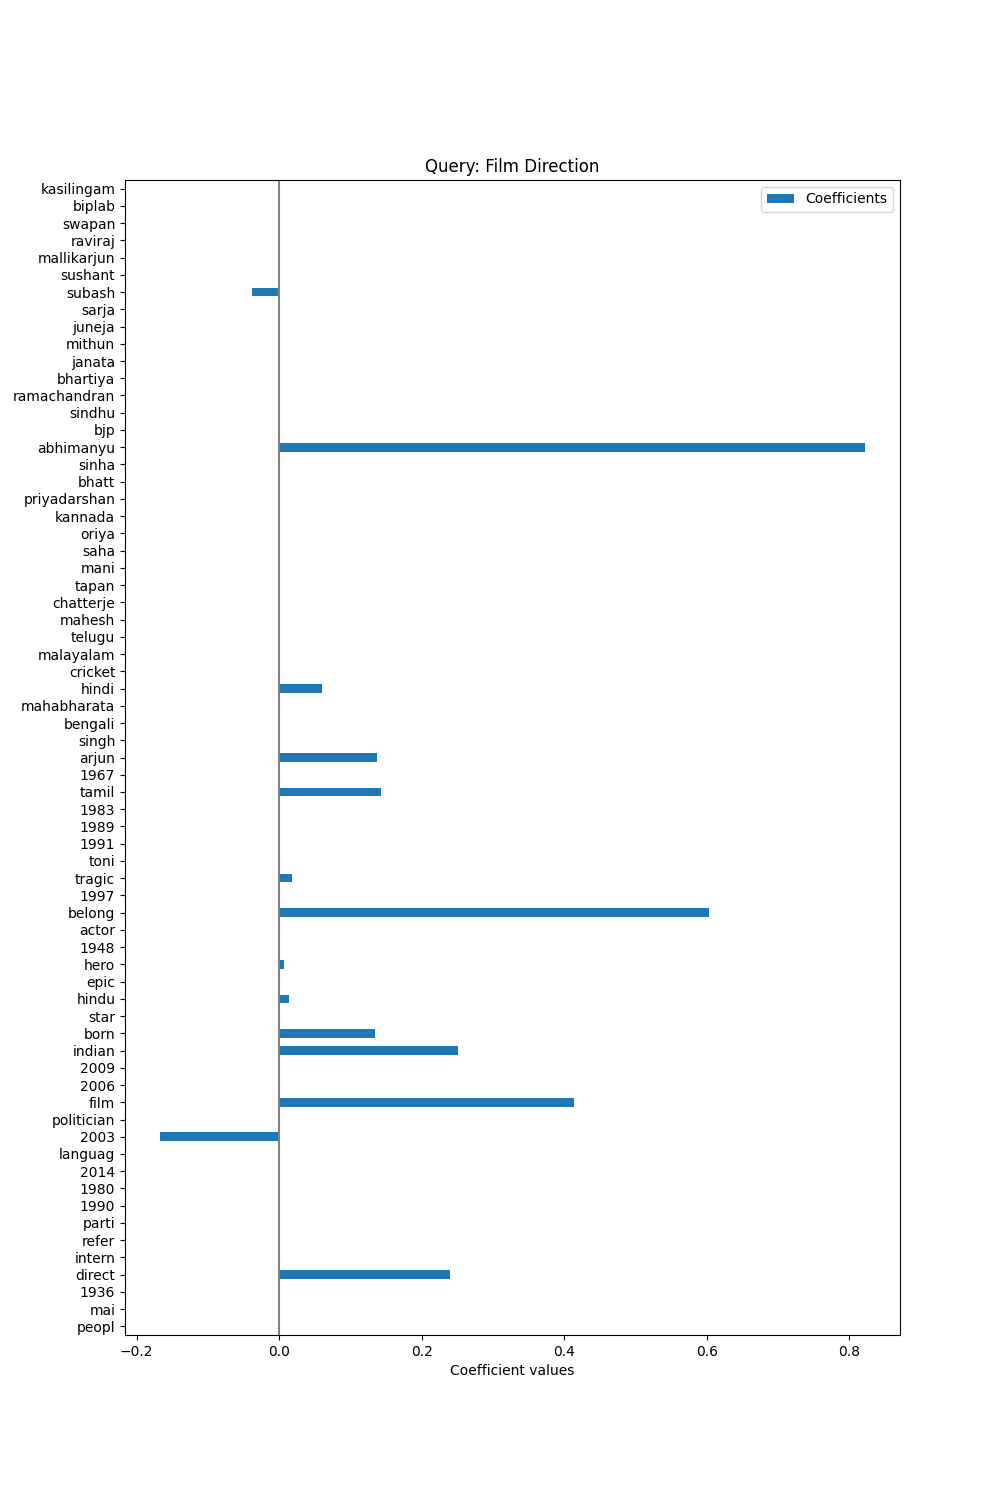 Query: Film Direction
Coefficients
kasilingam
biplab
swapan
raviraj
mallikarjun
sushant
subash
sarja
juneja
mithun
janata
bhartiya
ramachandran
sindhu
bjp
abhimanyu
sinha
bhatt
priyadarshan
kannada
oriya
saha
mani
tapan
chatterje
mahesh
telugu
malayalam
cricket
hindi
mahabharata
bengali
singh
arjun
1967
tamil
1983
1989
1991
toni
tragic
1997
belong
actor
1948
hero
epic
hindu
star
born
indian
2009
2006
film
politician
2003
languag
2014
1980
1990
parti
refer
intern
direct
1936
mai
peopl
−0.2 0.0 0.2 0.4 0.6 0.8
Coefficient values